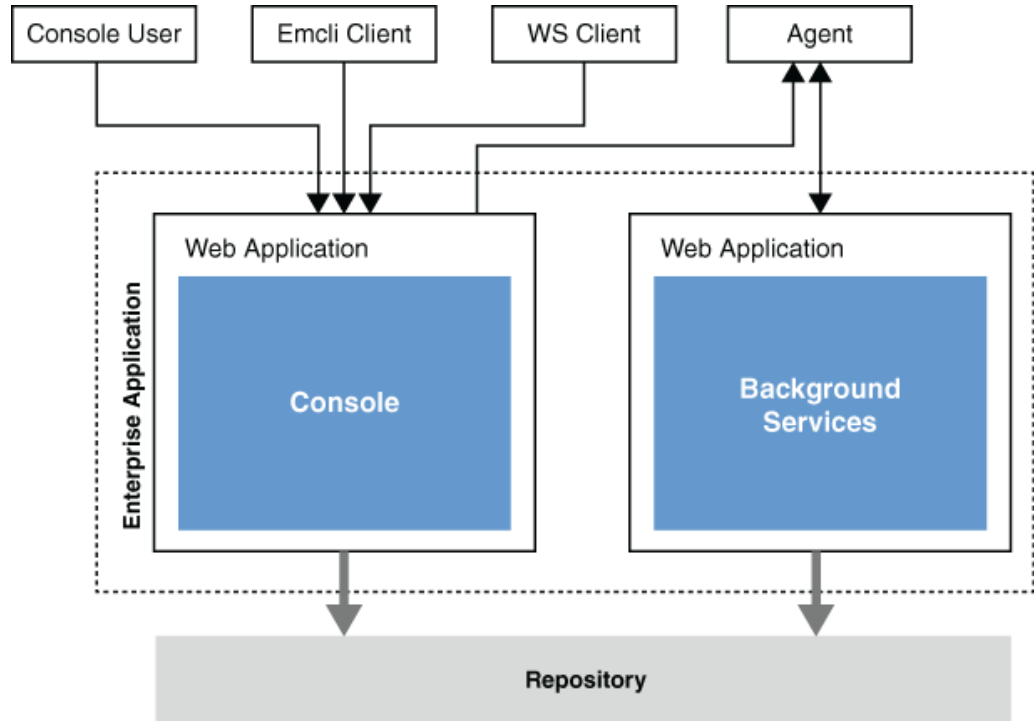 Console User
Emcli Client
WS Client
Agent
Enterprise Application
Web Application
Console
Web Application
Background
Services
Repository